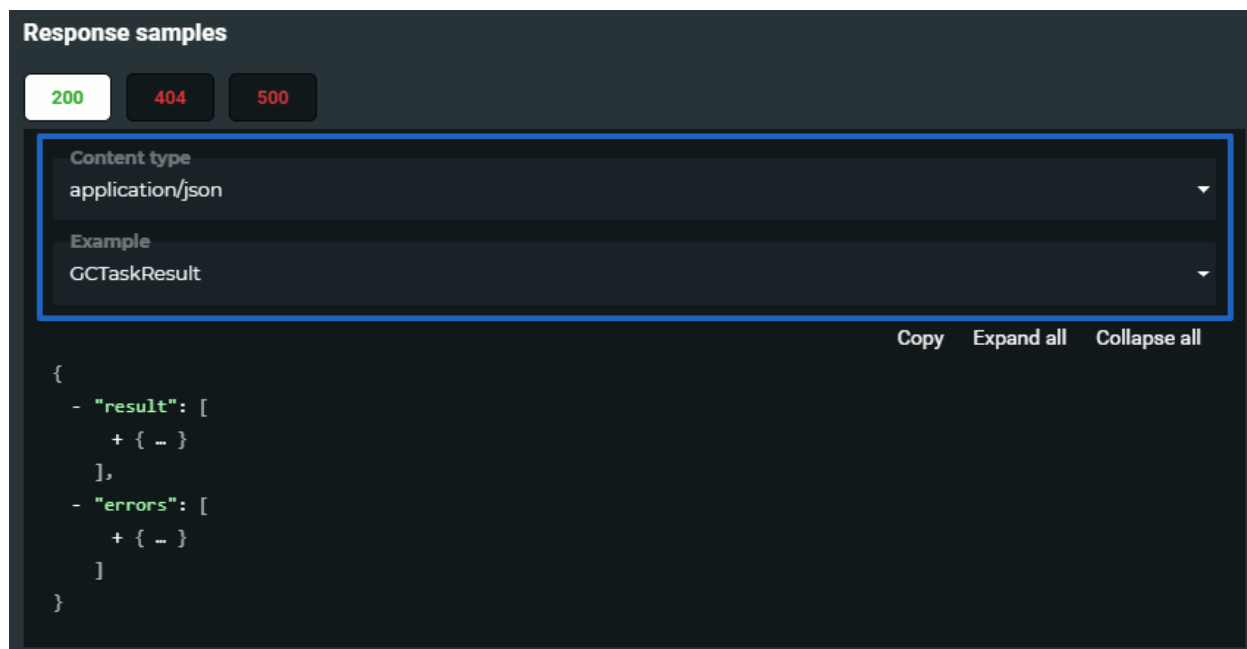 Response samples
200 404 500
Content type
application/json
Example
GCTaskResult
Copy Expand all Collapse all
{
- "result": [
+ { … }
],
- "errors": [
+ { … }
]
}